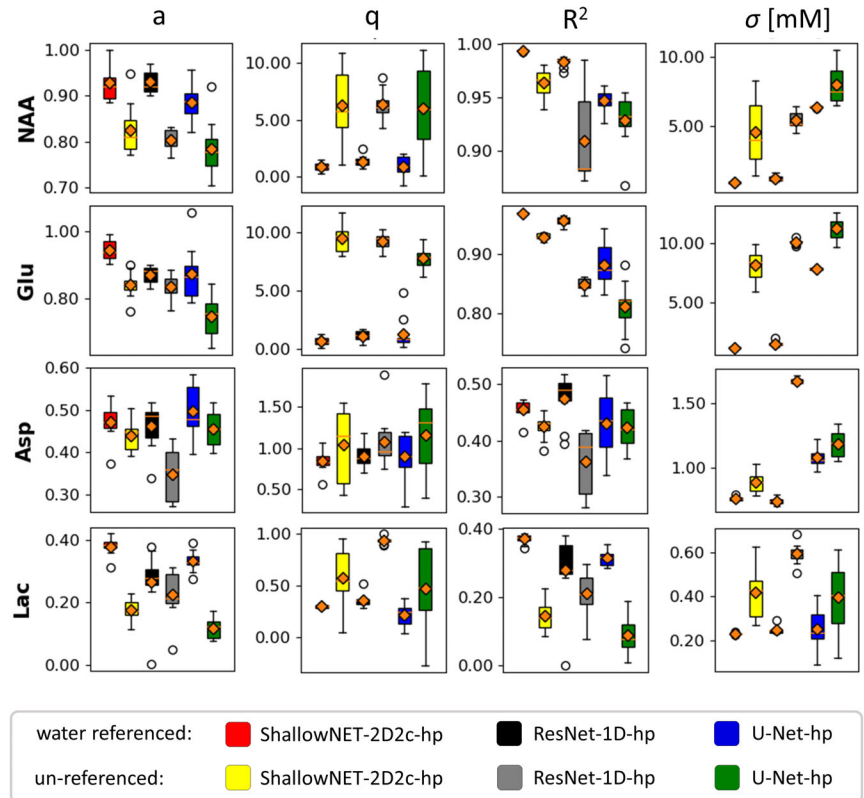 a q R² σ [mM]
NAA
1.00 0.90 0.80 0.70
10.00 5.00 0.00
1.00 0.95 0.90
10.00 5.00
Glu
1.00 0.80
10.00 5.00 0.00
0.90 0.80
10.00 5.00
Asp
0.60 0.50 0.40 0.30
1.50 1.00 0.50
0.50 0.40 0.30
1.50 1.00
Lac
0.40 0.20 0.00
1.00 0.50 0.00
0.40 0.20 0.00
0.60 0.40 0.20
water referenced: ShallowNET-2D2c-hp ResNet-1D-hp U-Net-hp
un-referenced: ShallowNET-2D2c-hp ResNet-1D-hp U-Net-hp